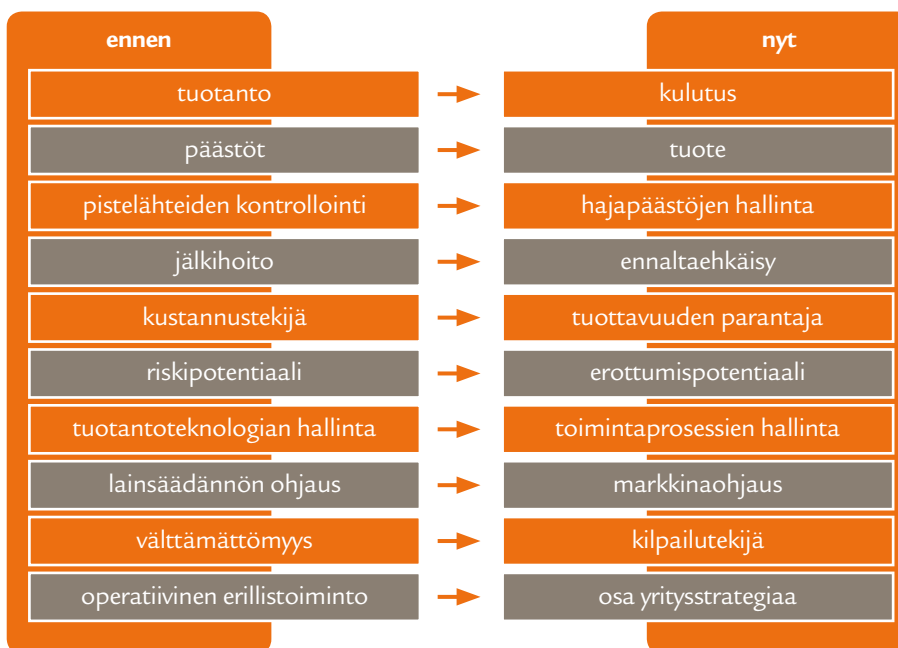 ennen
nyt
tuotanto
kulutus
päästöt
tuote
pistelähteiden kontrollointi
hajapäästöjen hallinta
jälkihoito
ennaltaehkäisy
kustannustekijä
tuottavuuden parantaja
riskipotentiaali
erottumispotentiaali
tuotantoteknologian hallinta
toimintaprosessien hallinta
lainsäädännön ohjaus
markkinaohjaus
välttämättömyys
kilpailutekijä
operatiivinen erillistoiminto
osa yritysstrategiaa